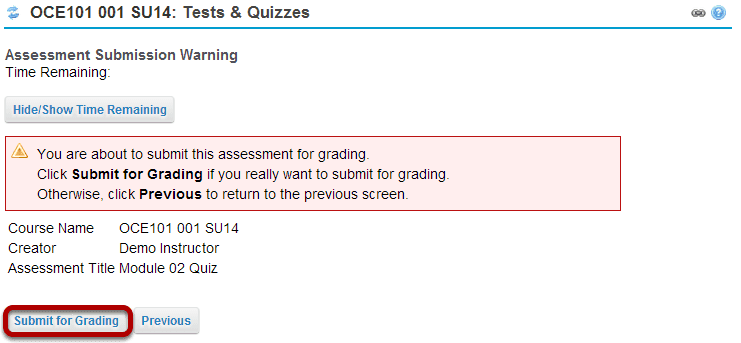 OCE101 001 SU14: Tests & Quizzes
?
Assessment Submission Warning
Time Remaining:
Hide/Show Time Remaining
You are about to submit this assessment for grading.
Click Submit for Grading if you really want to submit for grading.
Otherwise, click Previous to return to the previous screen.
Course Name OCE101 001 SU14
Creator Demo Instructor
Assessment Title Module 02 Quiz
Submit for Grading Previous